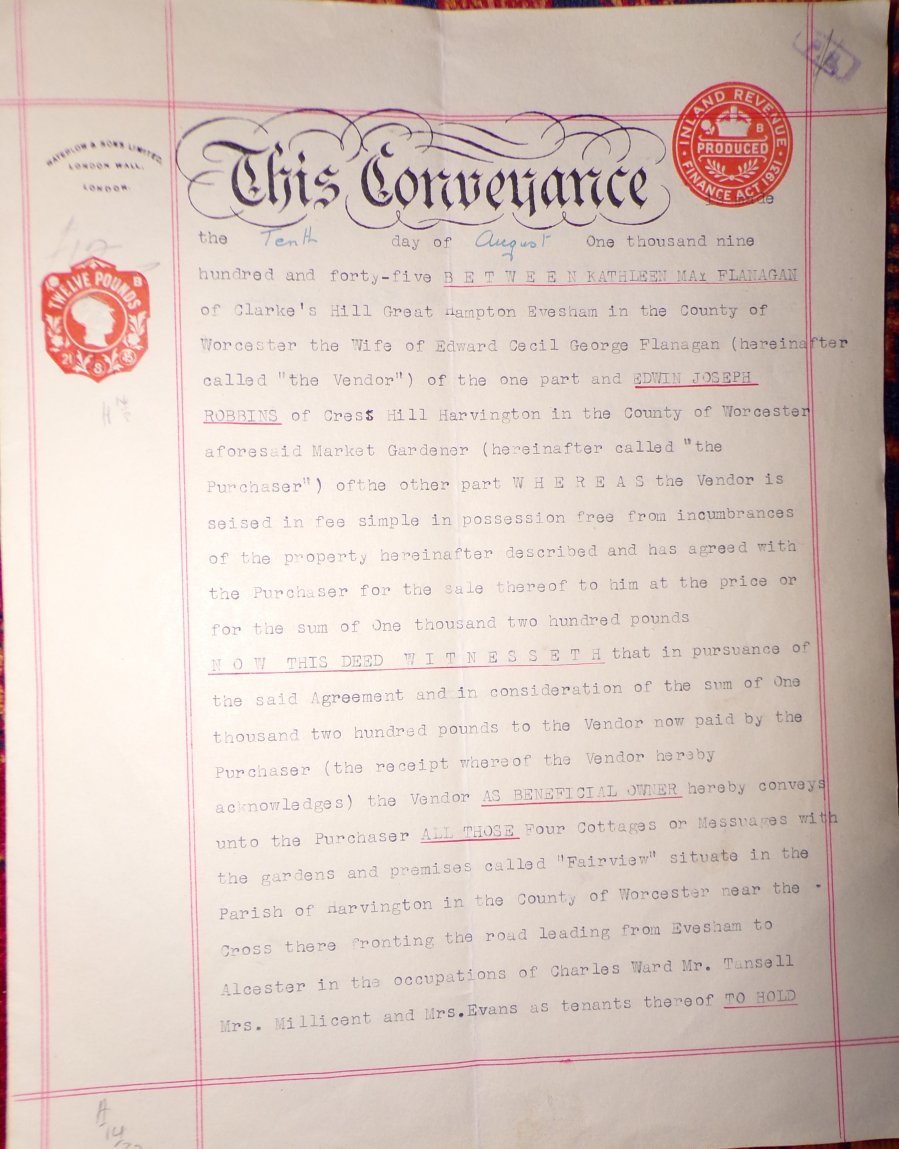 WATERLOW & SONS LIMITED,
LONDON WALL,
LONDON.
This Conveyance
INLAND REVENUE
B
PRODUCED
FINANCE ACT 1931
the Tenth day of August One thousand nine
TWELVE POUNDS
B
hundred and forty-five B E T W E E N KATHLEEN MAY FLANAGAN
of Clarke's Hill Great Hampton Evesham in the County of
Worcester the Wife of Edward Cecil George Flanagan (hereinafter
called "the Vendor") of the one part and EDWIN JOSEPH
ROBBINS of Cress Hill Harvington in the County of Worcester
aforesaid Market Gardener (hereinafter called "the
Purchaser") ofthe other part W H E R E A S the Vendor is
seised in fee simple in possession free from incumbrances
of the property hereinafter described and has agreed with
the Purchaser for the sale thereof to him at the price or
for the sum of One thousand two hundred pounds
N O W THIS DEED W I T N E S S E T H that in pursuance of
the said Agreement and in consideration of the sum of One
thousand two hundred pounds to the Vendor now paid by the
Purchaser (the receipt whereof the Vendor hereby
acknowledges) the Vendor AS BENEFICIAL OWNER hereby conveys
unto the Purchaser ALL THOSE Four Cottages or Messuages with
the gardens and premises called "Fairview" situate in the
Parish of Harvington in the County of Worcester near the
Cross there fronting the road leading from Evesham to
Alcester in the occupations of Charles Ward Mr. Tansell
Mrs. Millicent and Mrs.Evans as tenants thereof TO HOLD